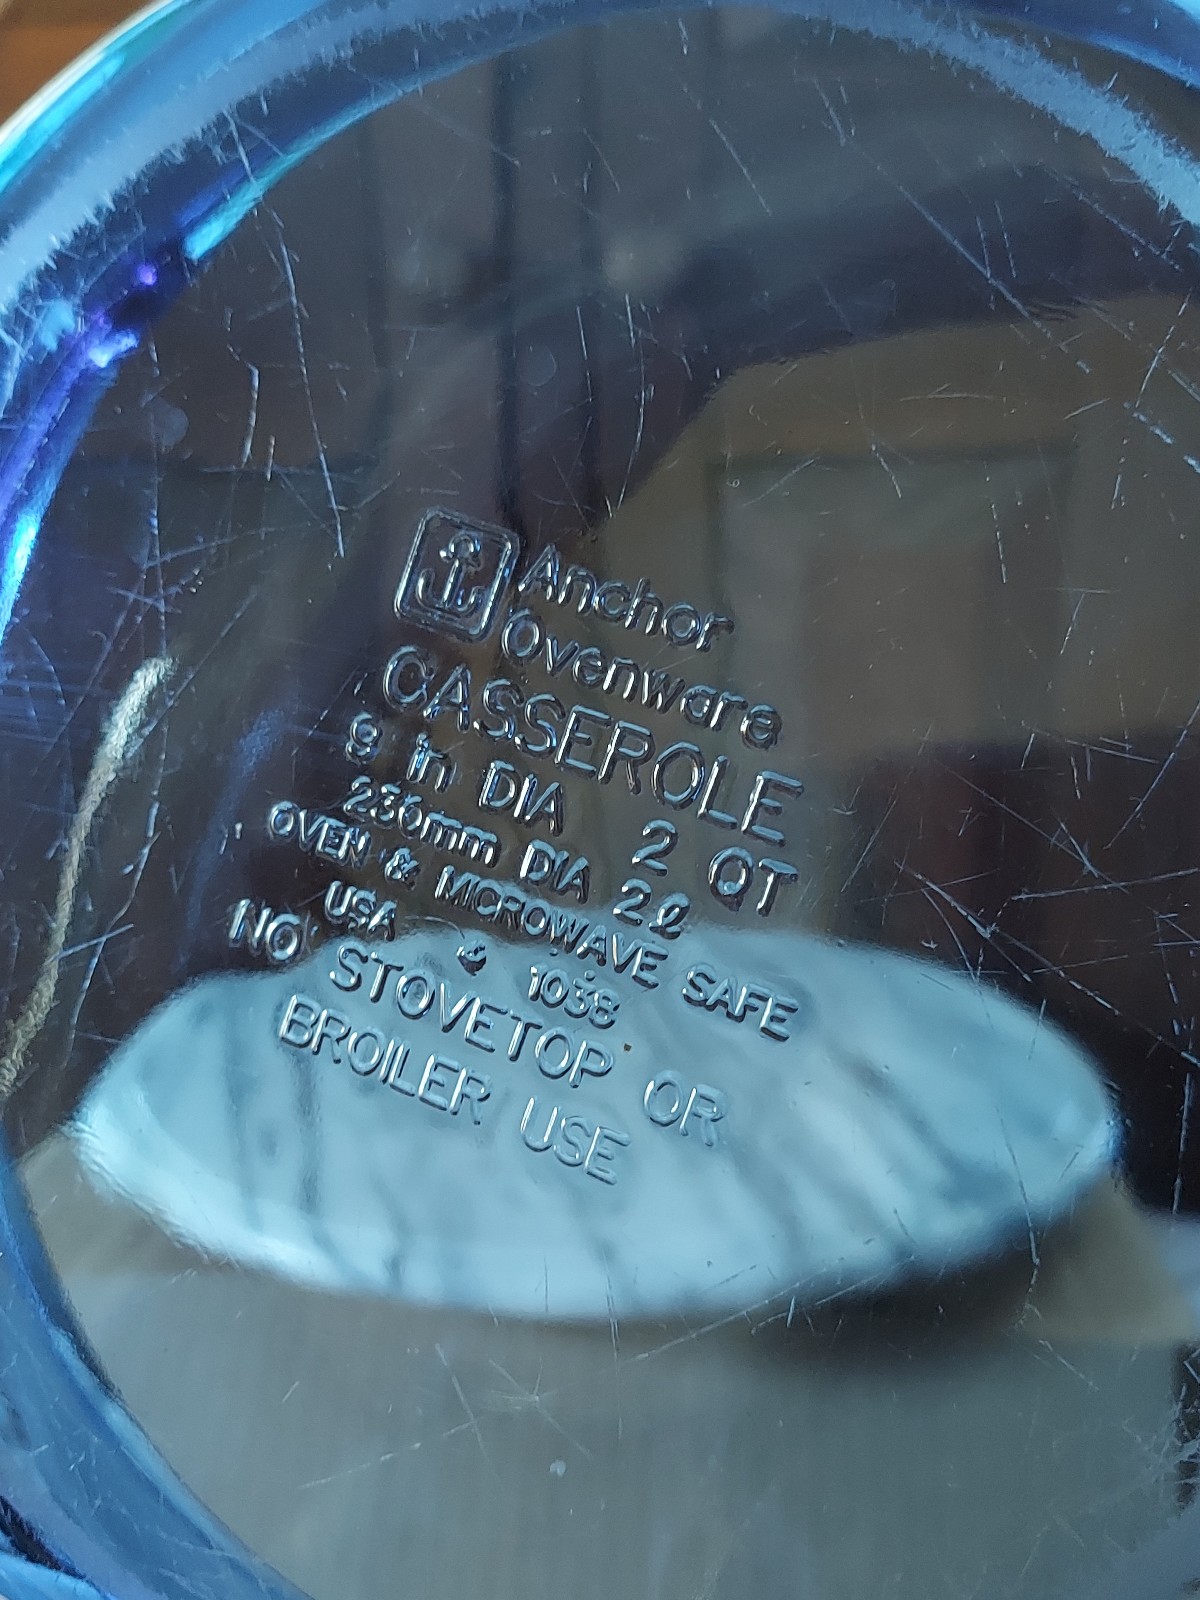 Anchor
Ovenware
CASSEROLE
9 in DIA 2 QT
236mm DIA 2ℓ
OVEN & MICROWAVE SAFE
USA 1038
NO STOVETOP OR
BROILER USE